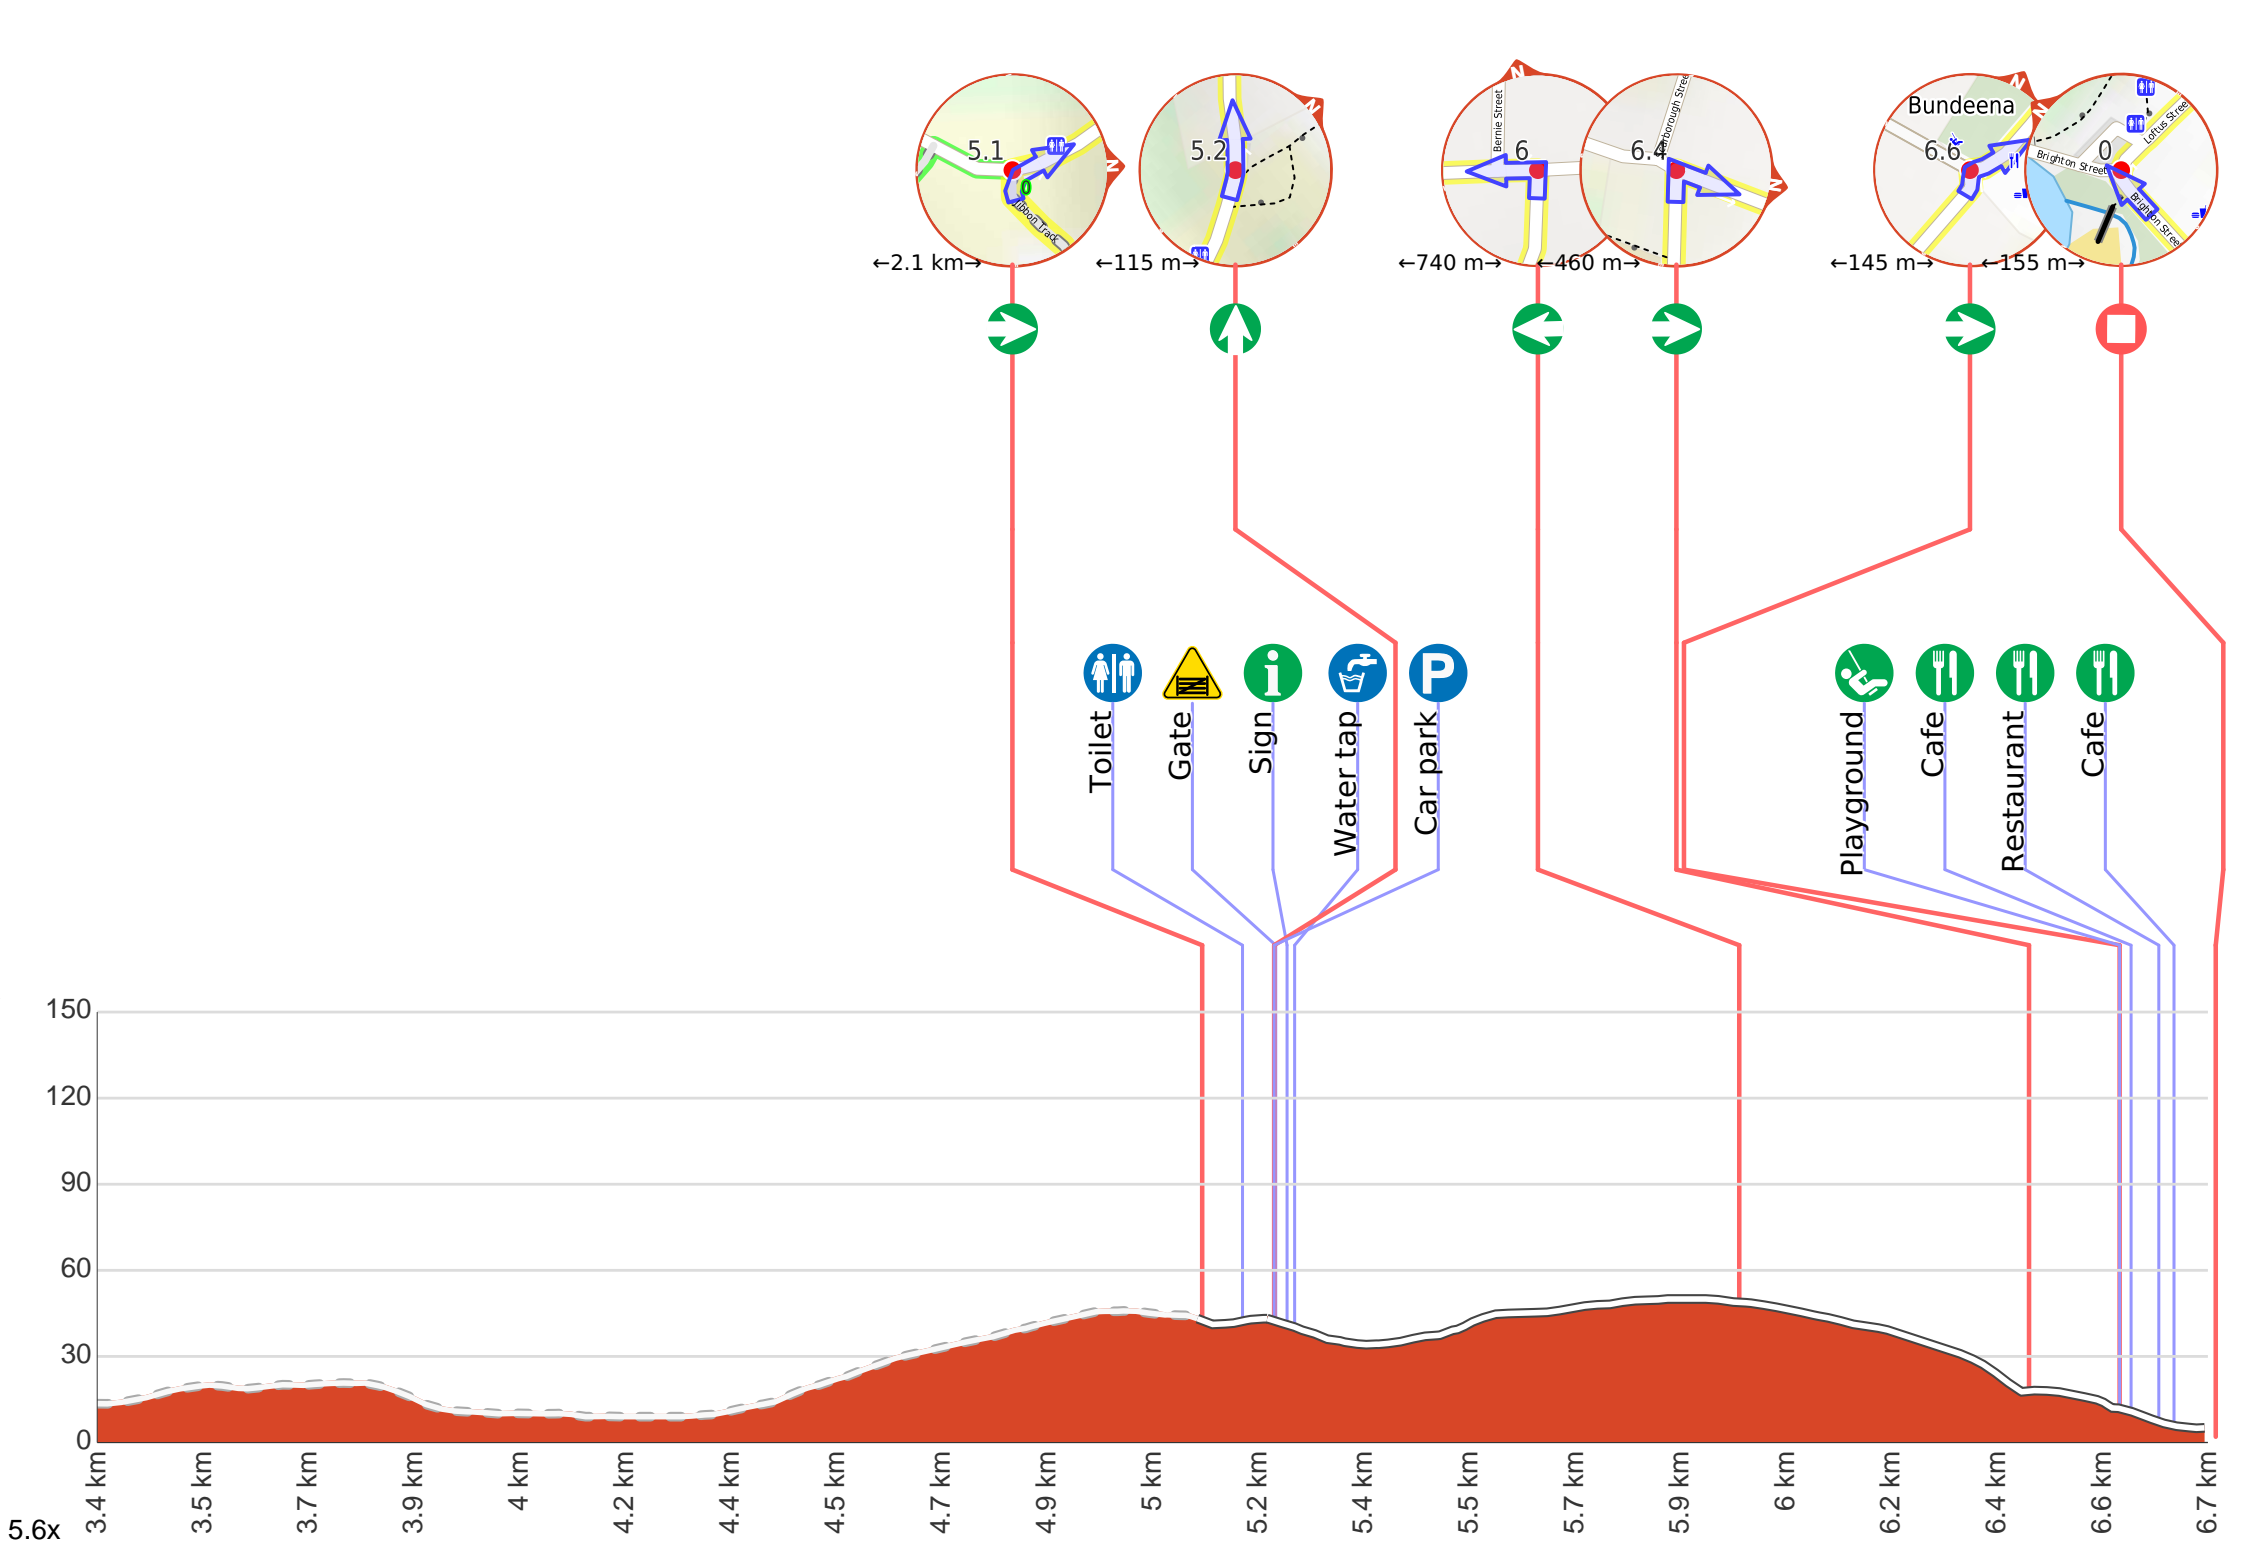 Bundeena
5.1
0
5.2
6
6.4
6.6
0
N
N
N
N
N
N
Bernie Street
Brighton Street
Loftus Stree
Brighton Stree
←2.1 km→
←115 m→
←740 m→
←460 m→
←145 m→
←155 m→
Toilet
Gate
Sign
Water tap
P
Car park
Playground
Cafe
Restaurant
Cafe
150
120
90
60
30
0
3.4 km
3.5 km
3.7 km
3.9 km
4 km
4.2 km
4.4 km
4.5 km
4.7 km
4.9 km
5 km
5.2 km
5.4 km
5.5 km
5.7 km
5.9 km
6 km
6.2 km
6.4 km
6.6 km
6.7 km
5.6x